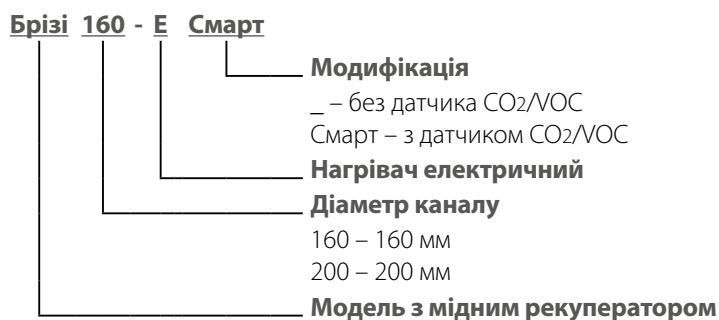 Брізі 160 - Е Смарт
Модифікація
_ – без датчика CO2/VOC
Смарт – з датчиком CO2/VOC
Нагрівач електричний
Діаметр каналу
160 – 160 мм
200 – 200 мм
Модель з мідним рекуператором